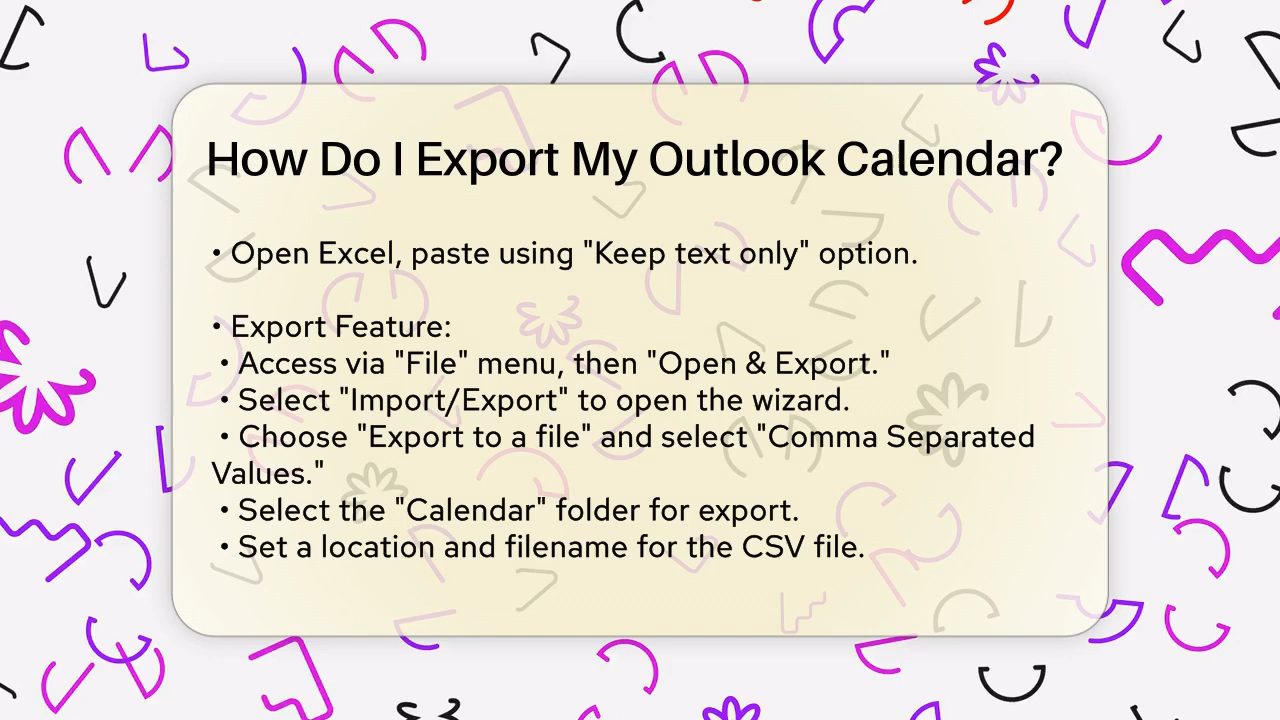 How Do I Export My Outlook Calendar?
• Open Excel, paste using "Keep text only" option.
• Export Feature:
• Access via "File" menu, then "Open & Export."
• Select "Import/Export" to open the wizard.
• Choose "Export to a file" and select "Comma Separated
Values."
• Select the "Calendar" folder for export.
• Set a location and filename for the CSV file.